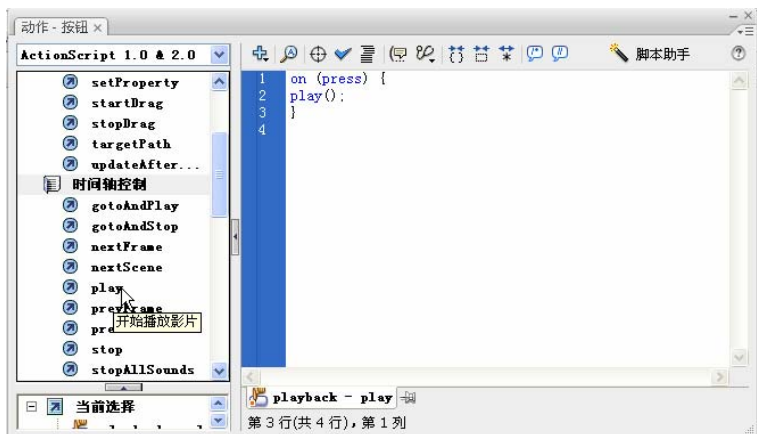 动作 - 按钮 ×
ActionScript 1.0 & 2.0
脚本助手
setProperty
startDrag
stopDrag
targetPath
updateAfter...
时间轴控制
gotoAndPlay
gotoAndStop
nextFrame
nextScene
play
prevFrame
开始播放影片
pre
stop
stopAllSounds
当前选择
1 on (press) {
2 play();
3 }
4
playback - play
第 3 行(共 4 行), 第 1 列